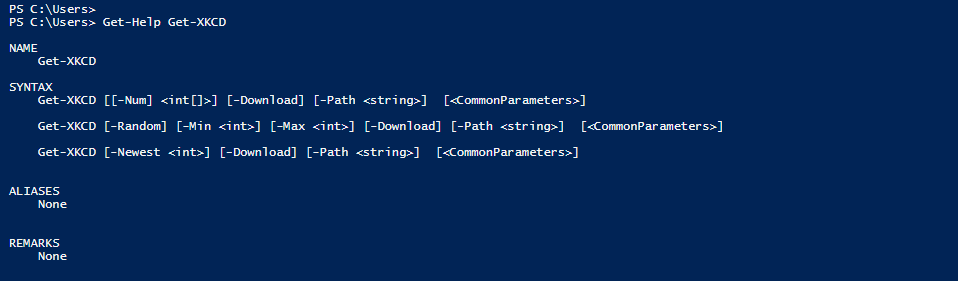 PS C:\Users>
PS C:\Users> Get-Help Get-XKCD
NAME
Get-XKCD
SYNTAX
Get-XKCD [[-Num] <int[]>] [-Download] [-Path <string>]  [<CommonParameters>]
Get-XKCD [-Random] [-Min <int>] [-Max <int>] [-Download] [-Path <string>]  [<CommonParameters>]
Get-XKCD [-Newest <int>] [-Download] [-Path <string>]  [<CommonParameters>]
ALIASES
None
REMARKS
None